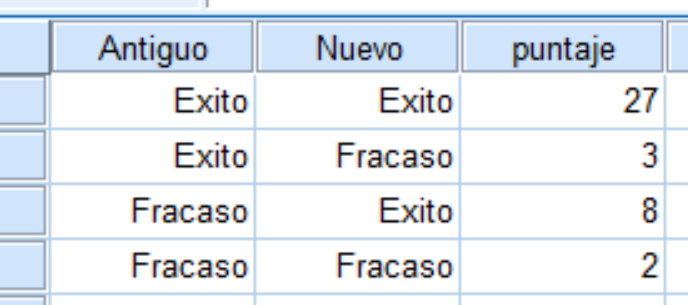 Antiguo Nuevo puntaje
Exito Exito 27
Exito Fracaso 3
Fracaso Exito 8
Fracaso Fracaso 2